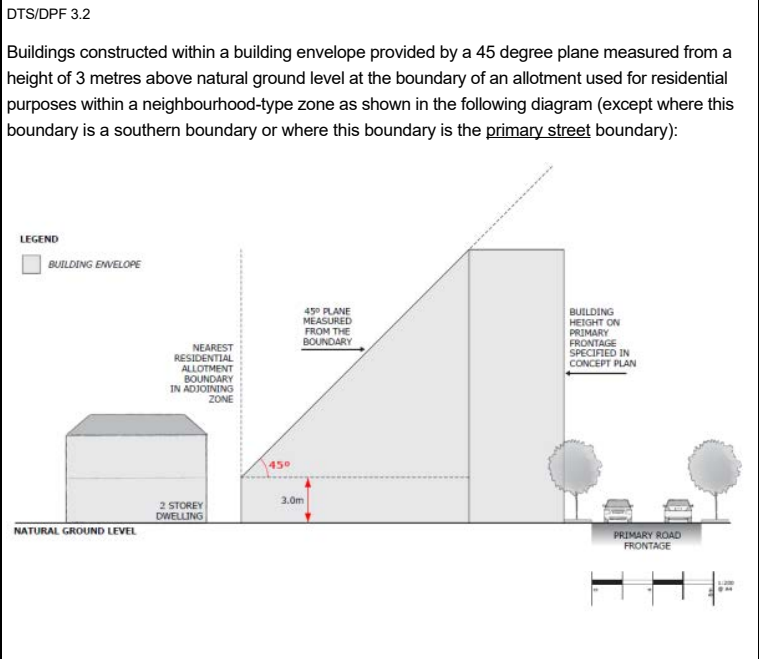 DTS/DPF 3.2
Buildings constructed within a building envelope provided by a 45 degree plane measured from a
height of 3 metres above natural ground level at the boundary of an allotment used for residential
purposes within a neighbourhood-type zone as shown in the following diagram (except where this
boundary is a southern boundary or where this boundary is the primary street boundary):
LEGEND
BUILDING ENVELOPE
45º PLANE
MEASURED
FROM THE
BOUNDARY
BUILDING
HEIGHT ON
PRIMARY
FRONTAGE
SPECIFIED IN
CONCEPT PLAN
NEAREST
RESIDENTIAL
ALLOTMENT
BOUNDARY
IN ADJOINING
ZONE
45º
3.0m
2 STOREY
DWELLING
NATURAL GROUND LEVEL
PRIMARY ROAD
FRONTAGE
1:200
@ A4